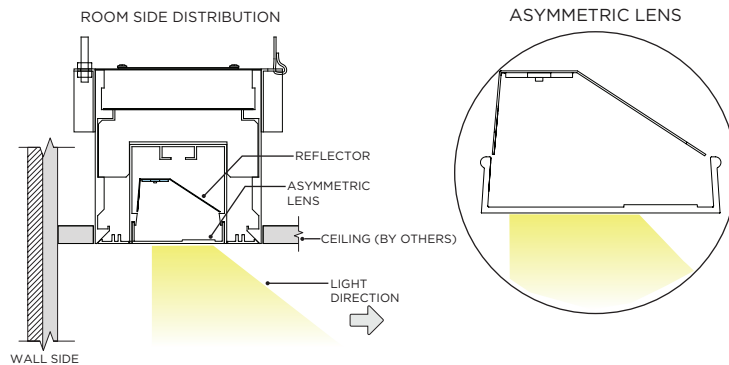 ROOM SIDE DISTRIBUTION
ASYMMETRIC LENS
REFLECTOR
ASYMMETRIC
LENS
CEILING (BY OTHERS)
LIGHT
DIRECTION
WALL SIDE